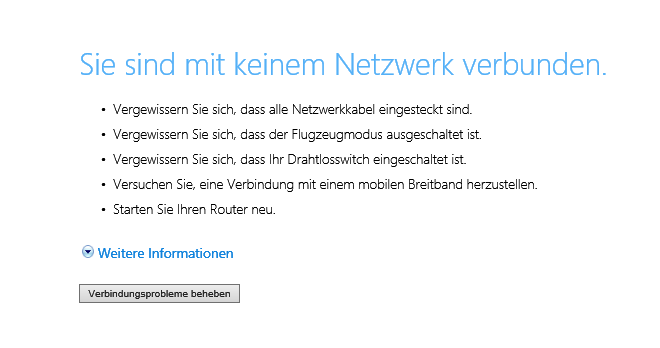 Sie sind mit keinem Netzwerk verbunden.
• Vergewissern Sie sich, dass alle Netzwerkkabel eingesteckt sind.
• Vergewissern Sie sich, dass der Flugzeugmodus ausgeschaltet ist.
• Vergewissern Sie sich, dass Ihr Drahtlosswitch eingeschaltet ist.
• Versuchen Sie, eine Verbindung mit einem mobilen Breitband herzustellen.
• Starten Sie Ihren Router neu.
Weitere Informationen
Verbindungsprobleme beheben